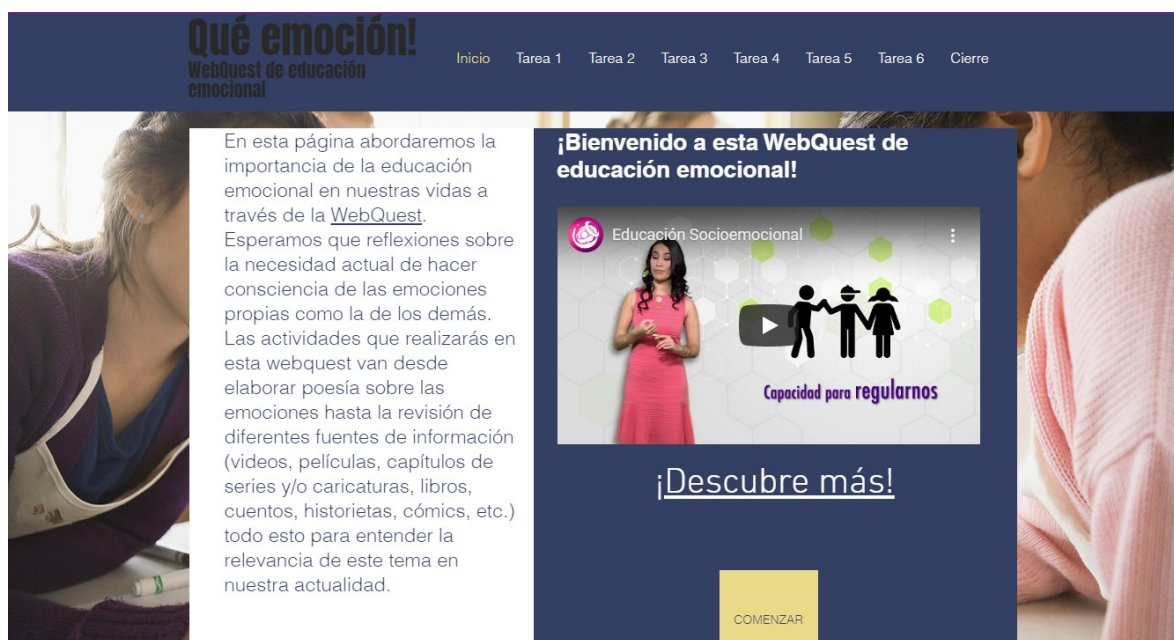 Qué emoción!
WebQuest de educación
emocional
Inicio Tarea 1 Tarea 2 Tarea 3 Tarea 4 Tarea 5 Tarea 6 Cierre
En esta página abordaremos la
importancia de la educación
emocional en nuestras vidas a
través de la WebQuest.
Esperamos que reflexiones sobre
la necesidad actual de hacer
consciencia de las emociones
propias como la de los demás.
Las actividades que realizarás en
esta webquest van desde
elaborar poesía sobre las
emociones hasta la revisión de
diferentes fuentes de información
(videos, películas, capítulos de
series y/o caricaturas, libros,
cuentos, historietas, cómics, etc.)
todo esto para entender la
relevancia de este tema en
nuestra actualidad.
¡Bienvenido a esta WebQuest de
educación emocional!
Educación Socioemocional
Capacidad para regularnos
¡Descubre más!
COMENZAR